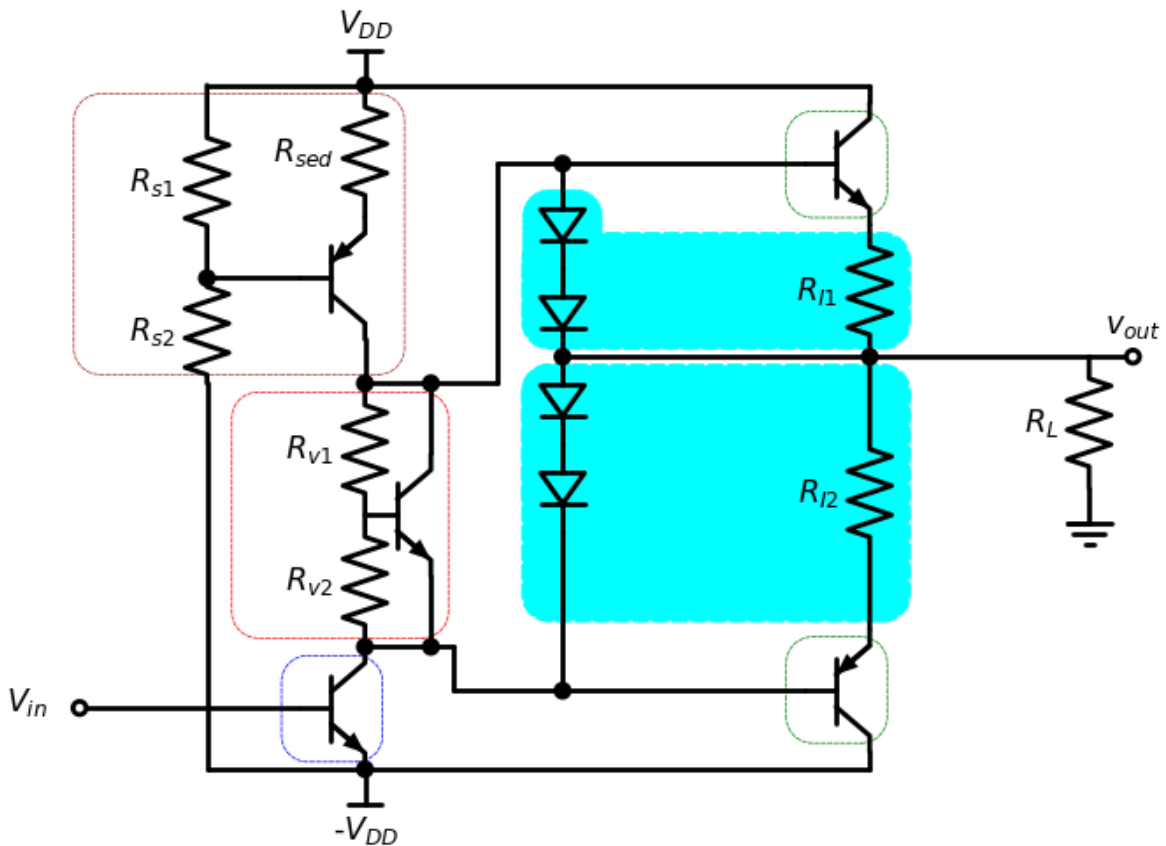 V_DD
R_sed
R_s1
R_s2
R_l1
v_out
R_v1
R_L
R_l2
R_v2
V_in
-V_DD